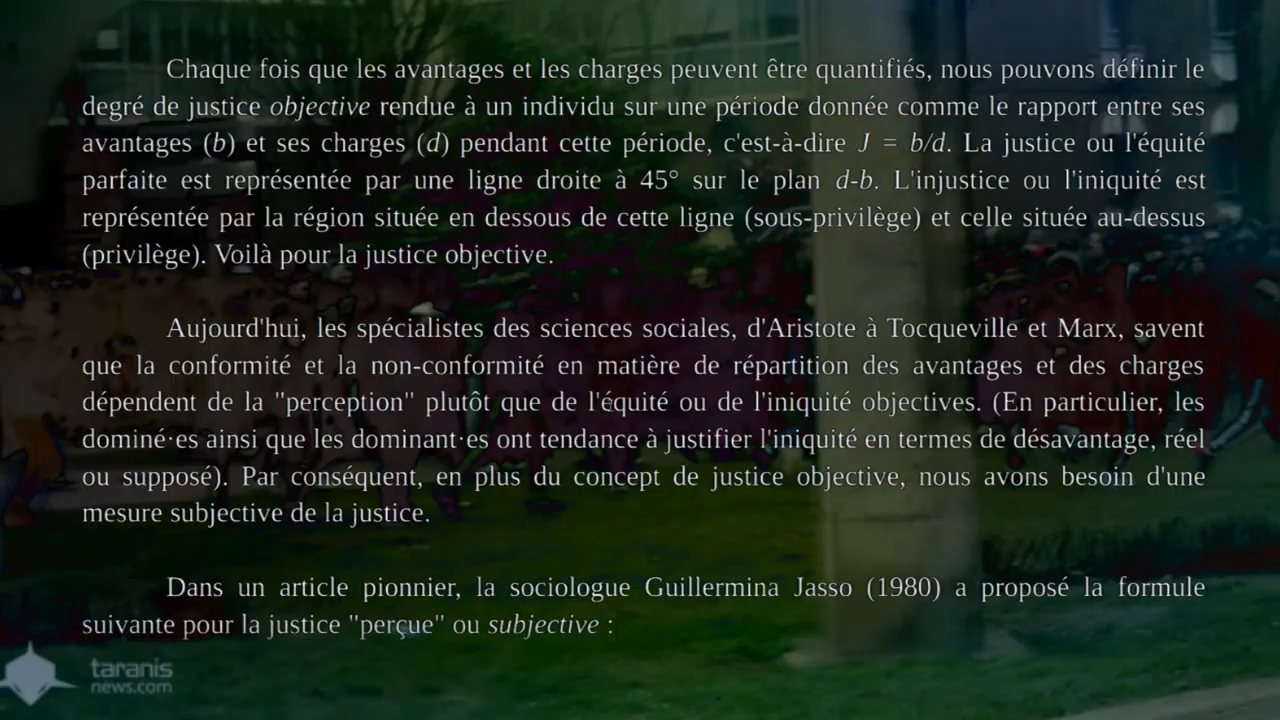 Chaque fois que les avantages et les charges peuvent être quantifiés, nous pouvons définir le
degré de justice objective rendue à un individu sur une période donnée comme le rapport entre ses
avantages (b) et ses charges (d) pendant cette période, c'est-à-dire J = b/d. La justice ou l'équité
parfaite est représentée par une ligne droite à 45° sur le plan d-b. L'injustice ou l'iniquité est
représentée par la région située en dessous de cette ligne (sous-privilège) et celle située au-dessus
(privilège). Voilà pour la justice objective.
Aujourd'hui, les spécialistes des sciences sociales, d'Aristote à Tocqueville et Marx, savent
que la conformité et la non-conformité en matière de répartition des avantages et des charges
dépendent de la "perception" plutôt que de l'équité ou de l'iniquité objectives. (En particulier, les
dominé·es ainsi que les dominant·es ont tendance à justifier l'iniquité en termes de désavantage, réel
ou supposé). Par conséquent, en plus du concept de justice objective, nous avons besoin d'une
mesure subjective de la justice.
Dans un article pionnier, la sociologue Guillermina Jasso (1980) a proposé la formule
suivante pour la justice "perçue" ou subjective :
taranis
news.com